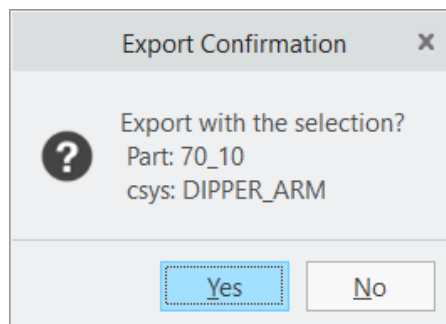 Export Confirmation
Export with the selection?
Part: 70_10
csys: DIPPER_ARM
Yes
No